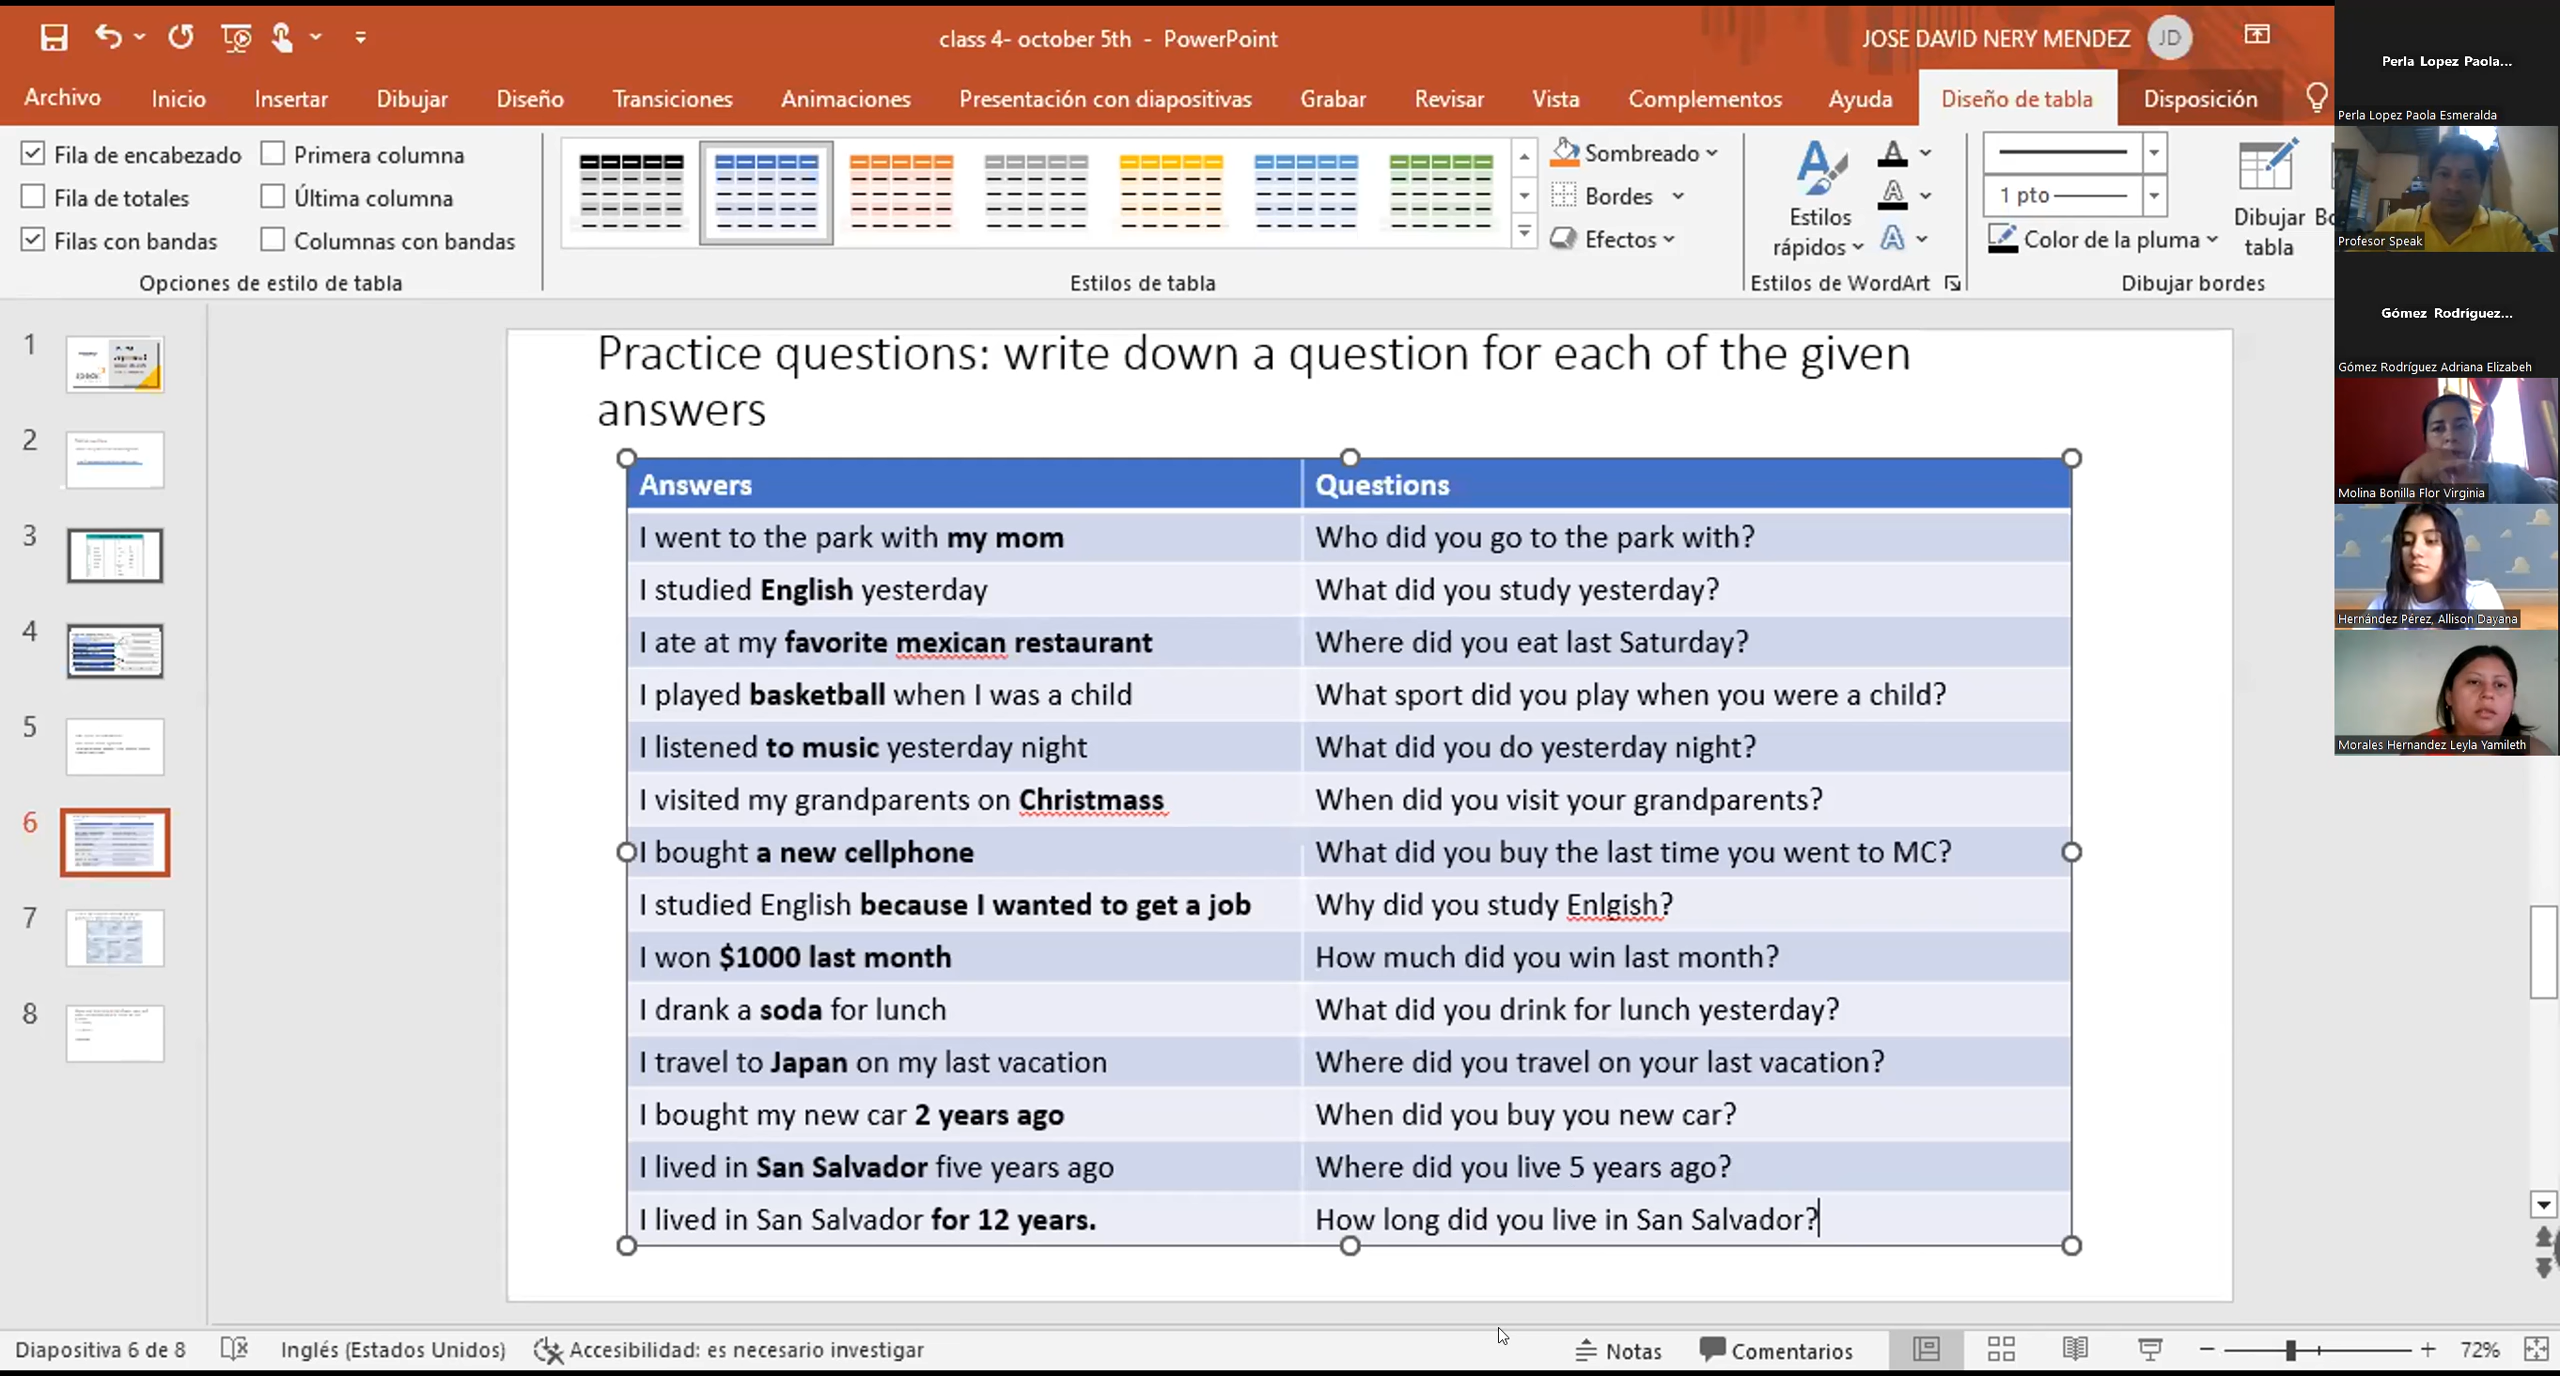 class 4- october 5th - PowerPoint
JOSE DAVID NERY MENDEZ JD
Archivo Inicio Insertar Dibujar Diseño Transiciones Animaciones Presentación con diapositivas Grabar Revisar Vista Complementos Ayuda Diseño de tabla Disposición
Fila de encabezado Primera columna
Fila de totales Última columna
Filas con bandas Columnas con bandas
Opciones de estilo de tabla
Sombreado
Bordes
Efectos
Estilos de tabla
Estilos rápidos
Estilos de WordArt
1 pto
Color de la pluma
Dibujar tabla
Dibujar bordes
Perla Lopez Paola...
Perla Lopez Paola Esmeralda
Profesor Speak
Gómez Rodríguez...
Gómez Rodríguez Adriana Elizabeh
Molina Bonilla Flor Virginia
Hernández Pérez, Allison Dayana
Morales Hernandez Leyla Yamileth
1
2
3
4
5
6
7
8
Practice questions: write down a question for each of the given
answers
Answers Questions
I went to the park with my mom Who did you go to the park with?
I studied English yesterday What did you study yesterday?
I ate at my favorite mexican restaurant Where did you eat last Saturday?
I played basketball when I was a child What sport did you play when you were a child?
I listened to music yesterday night What did you do yesterday night?
I visited my grandparents on Christmass When did you visit your grandparents?
I bought a new cellphone What did you buy the last time you went to MC?
I studied English because I wanted to get a job Why did you study Enlgish?
I won $1000 last month How much did you win last month?
I drank a soda for lunch What did you drink for lunch yesterday?
I travel to Japan on my last vacation Where did you travel on your last vacation?
I bought my new car 2 years ago When did you buy you new car?
I lived in San Salvador five years ago Where did you live 5 years ago?
I lived in San Salvador for 12 years. How long did you live in San Salvador?
Diapositiva 6 de 8 Inglés (Estados Unidos) Accesibilidad: es necesario investigar Notas Comentarios 72%